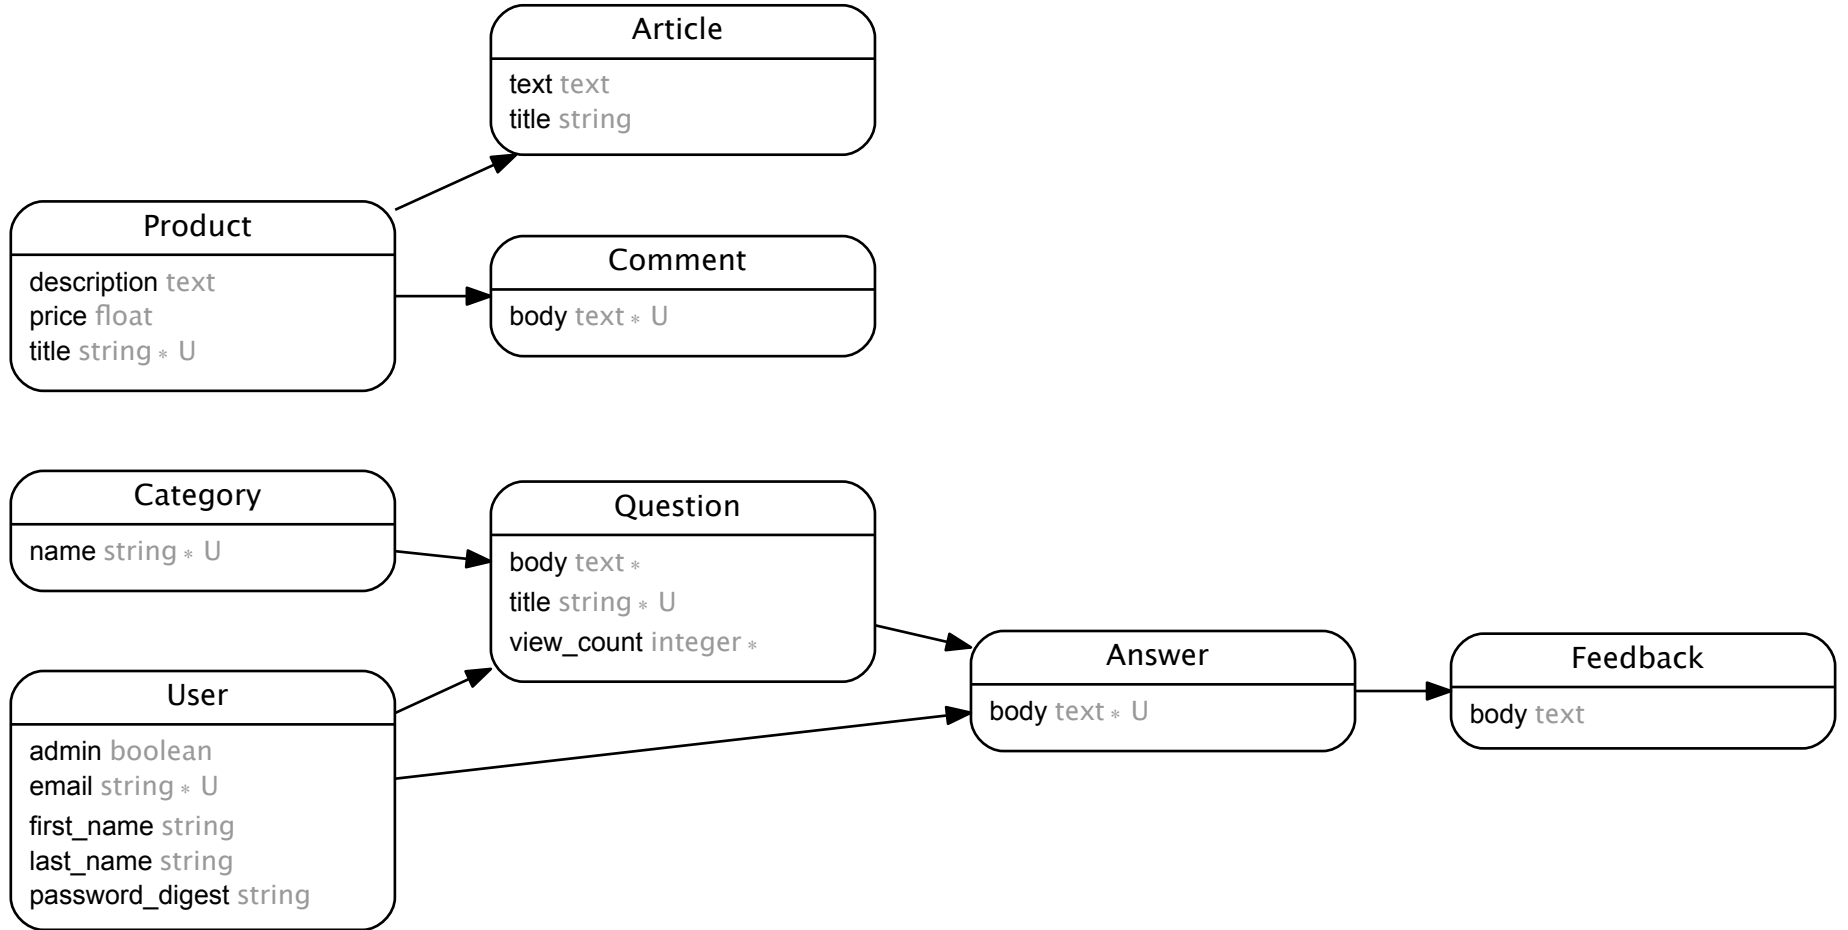 Article
text text
title string
Product
description text
price float
title string ∗ U
Comment
body text ∗ U
Category
name string ∗ U
Question
body text ∗
title string ∗ U
view_count integer ∗
User
admin boolean
email string ∗ U
first_name string
last_name string
password_digest string
Answer
body text ∗ U
Feedback
body text